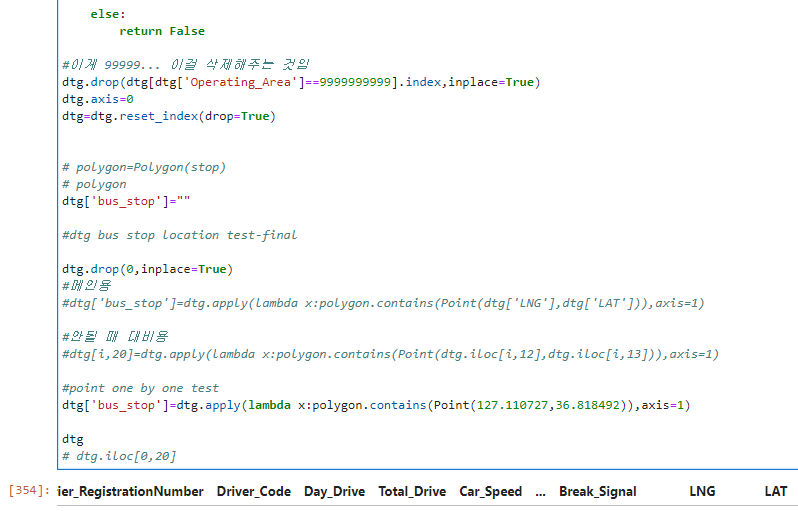 else:
return False
#이게 99999... 이걸 삭제해주는 것임
dtg.drop(dtg[dtg['Operating_Area']==9999999999].index,inplace=True)
dtg.axis=0
dtg=dtg.reset_index(drop=True)
# polygon=Polygon(stop)
# polygon
dtg['bus_stop']=""
#dtg bus stop location test-final
dtg.drop(0,inplace=True)
#메인용
#dtg['bus_stop']=dtg.apply(lambda x:polygon.contains(Point(dtg['LNG'],dtg['LAT'])),axis=1)
#안될 때 대비용
#dtg[i,20]=dtg.apply(lambda x:polygon.contains(Point(dtg.iloc[i,12],dtg.iloc[i,13])),axis=1)
#point one by one test
dtg['bus_stop']=dtg.apply(lambda x:polygon.contains(Point(127.110727,36.818492)),axis=1)
dtg
# dtg.iloc[0,20]
[354]: ier_RegistrationNumber Driver_Code Day_Drive Total_Drive Car_Speed ... Break_Signal LNG LAT